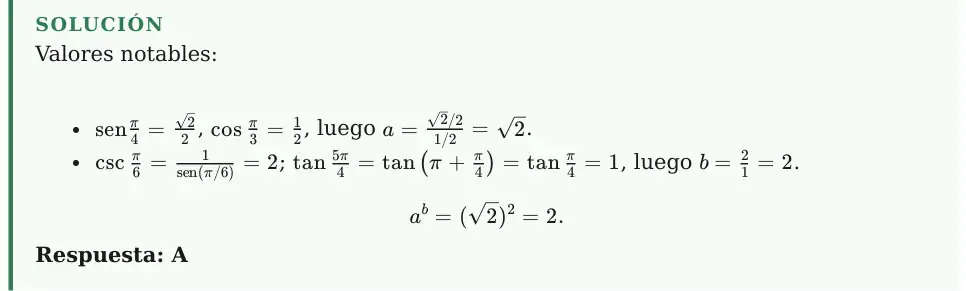 SOLUCIÓN
Valores notables:
• sen π/4 = √2/2, cos π/3 = 1/2, luego a = (√2/2)/(1/2) = √2.
• csc π/6 = 1/sen(π/6) = 2; tan 5π/4 = tan (π + π/4) = tan π/4 = 1, luego b = 2/1 = 2.
a^b = (√2)^2 = 2.
Respuesta: A